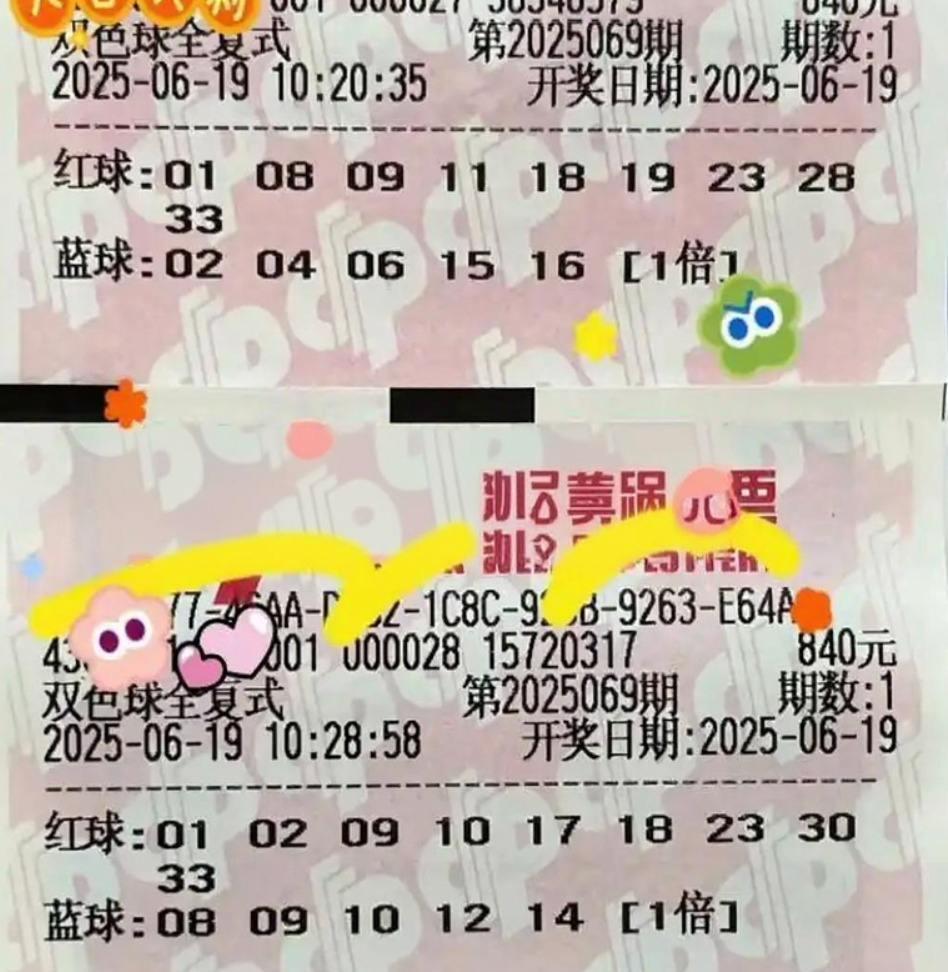 001 000027 58548579 840元
双色球全复式 第2025069期 期数:1
2025-06-19 10:20:35 开奖日期:2025-06-19
红球:01 08 09 11 18 19 23 28
33
蓝球:02 04 06 15 16 [1倍]
1C8C- -9263-E64A
001 000028 15720317 840元
双色球全复式 第2025069期 期数:1
2025-06-19 10:28:58 开奖日期:2025-06-19
红球:01 02 09 10 17 18 23 30
33
蓝球:08 09 10 12 14 [1倍]